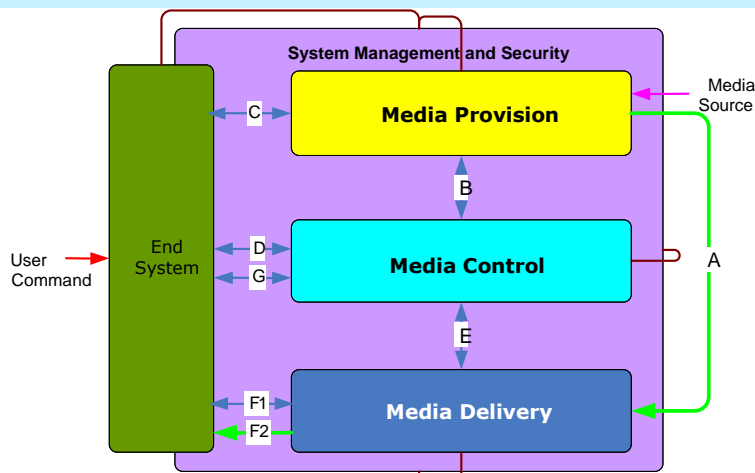 System Management and Security
Media
Source
Media Provision
C
B
User
Command
End
System
D
G
Media Control
A
E
F1
F2
Media Delivery